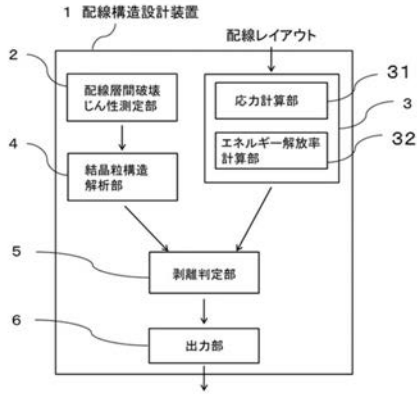 1 配線構造設計装置
配線レイアウト
2
配線層間破壊
じん性測定部
31
応力計算部
3
エネルギー解放率
計算部
32
4
結晶粒構造
解析部
5
剥離判定部
6
出力部